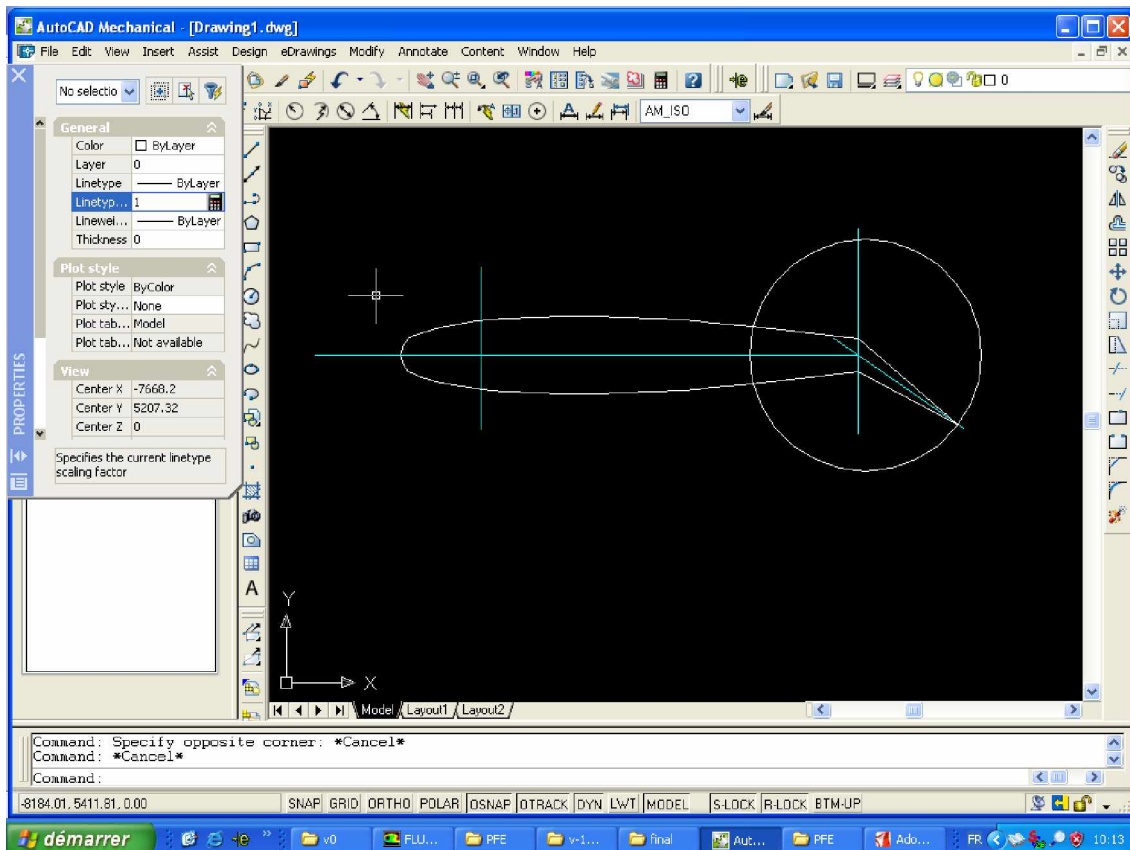 AutoCAD Mechanical - [Drawing1.dwg]
File Edit View Insert Assist Design eDrawings Modify Annotate Content Window Help
No selectio
0
AM_ISO
General
Color ByLayer
Layer 0
Linetype ByLayer
Linetyp... 1
Linewei... ByLayer
Thickness 0
Plot style
Plot style ByColor
Plot sty... None
Plot tab... Model
Plot tab... Not available
View
Center X -7668.2
Center Y 5207.32
Center Z 0
Specifies the current linetype
scaling factor
PROPERTIES
A
Y
X
Model Layout1 Layout2
Command: Specify opposite corner: *Cancel*
Command: *Cancel*
Command:
-8184.01, 5411.81, 0.00 SNAP GRID ORTHO POLAR OSNAP OTRACK DYN LWT MODEL S-LOCK R-LOCK BTM-UP
démarrer v0 FLU... PFE v-1... final Aut... PFE Ado... FR 10:13